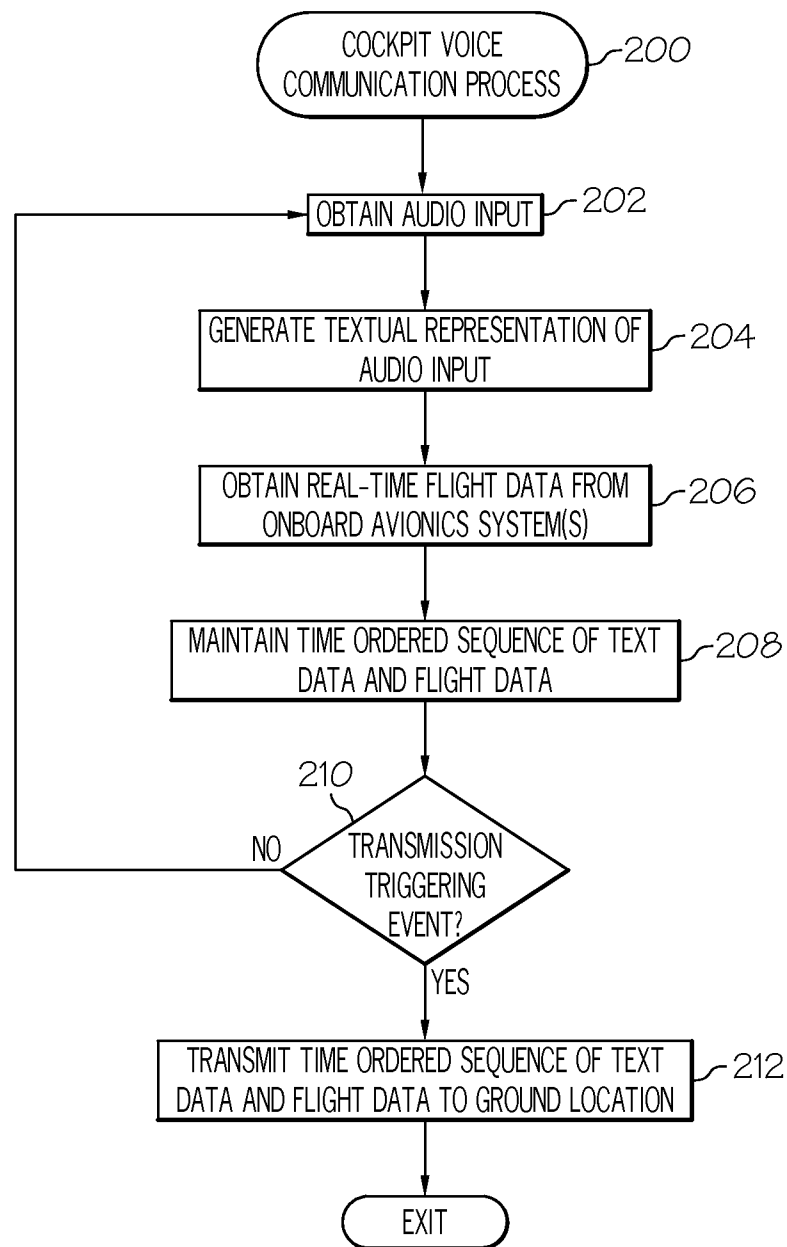 COCKPIT VOICE
COMMUNICATION PROCESS
200
OBTAIN AUDIO INPUT
202
GENERATE TEXTUAL REPRESENTATION OF
AUDIO INPUT
204
OBTAIN REAL-TIME FLIGHT DATA FROM
ONBOARD AVIONICS SYSTEM(S)
206
MAINTAIN TIME ORDERED SEQUENCE OF TEXT
DATA AND FLIGHT DATA
208
210
NO
TRANSMISSION
TRIGGERING
EVENT?
YES
TRANSMIT TIME ORDERED SEQUENCE OF TEXT
DATA AND FLIGHT DATA TO GROUND LOCATION
212
EXIT